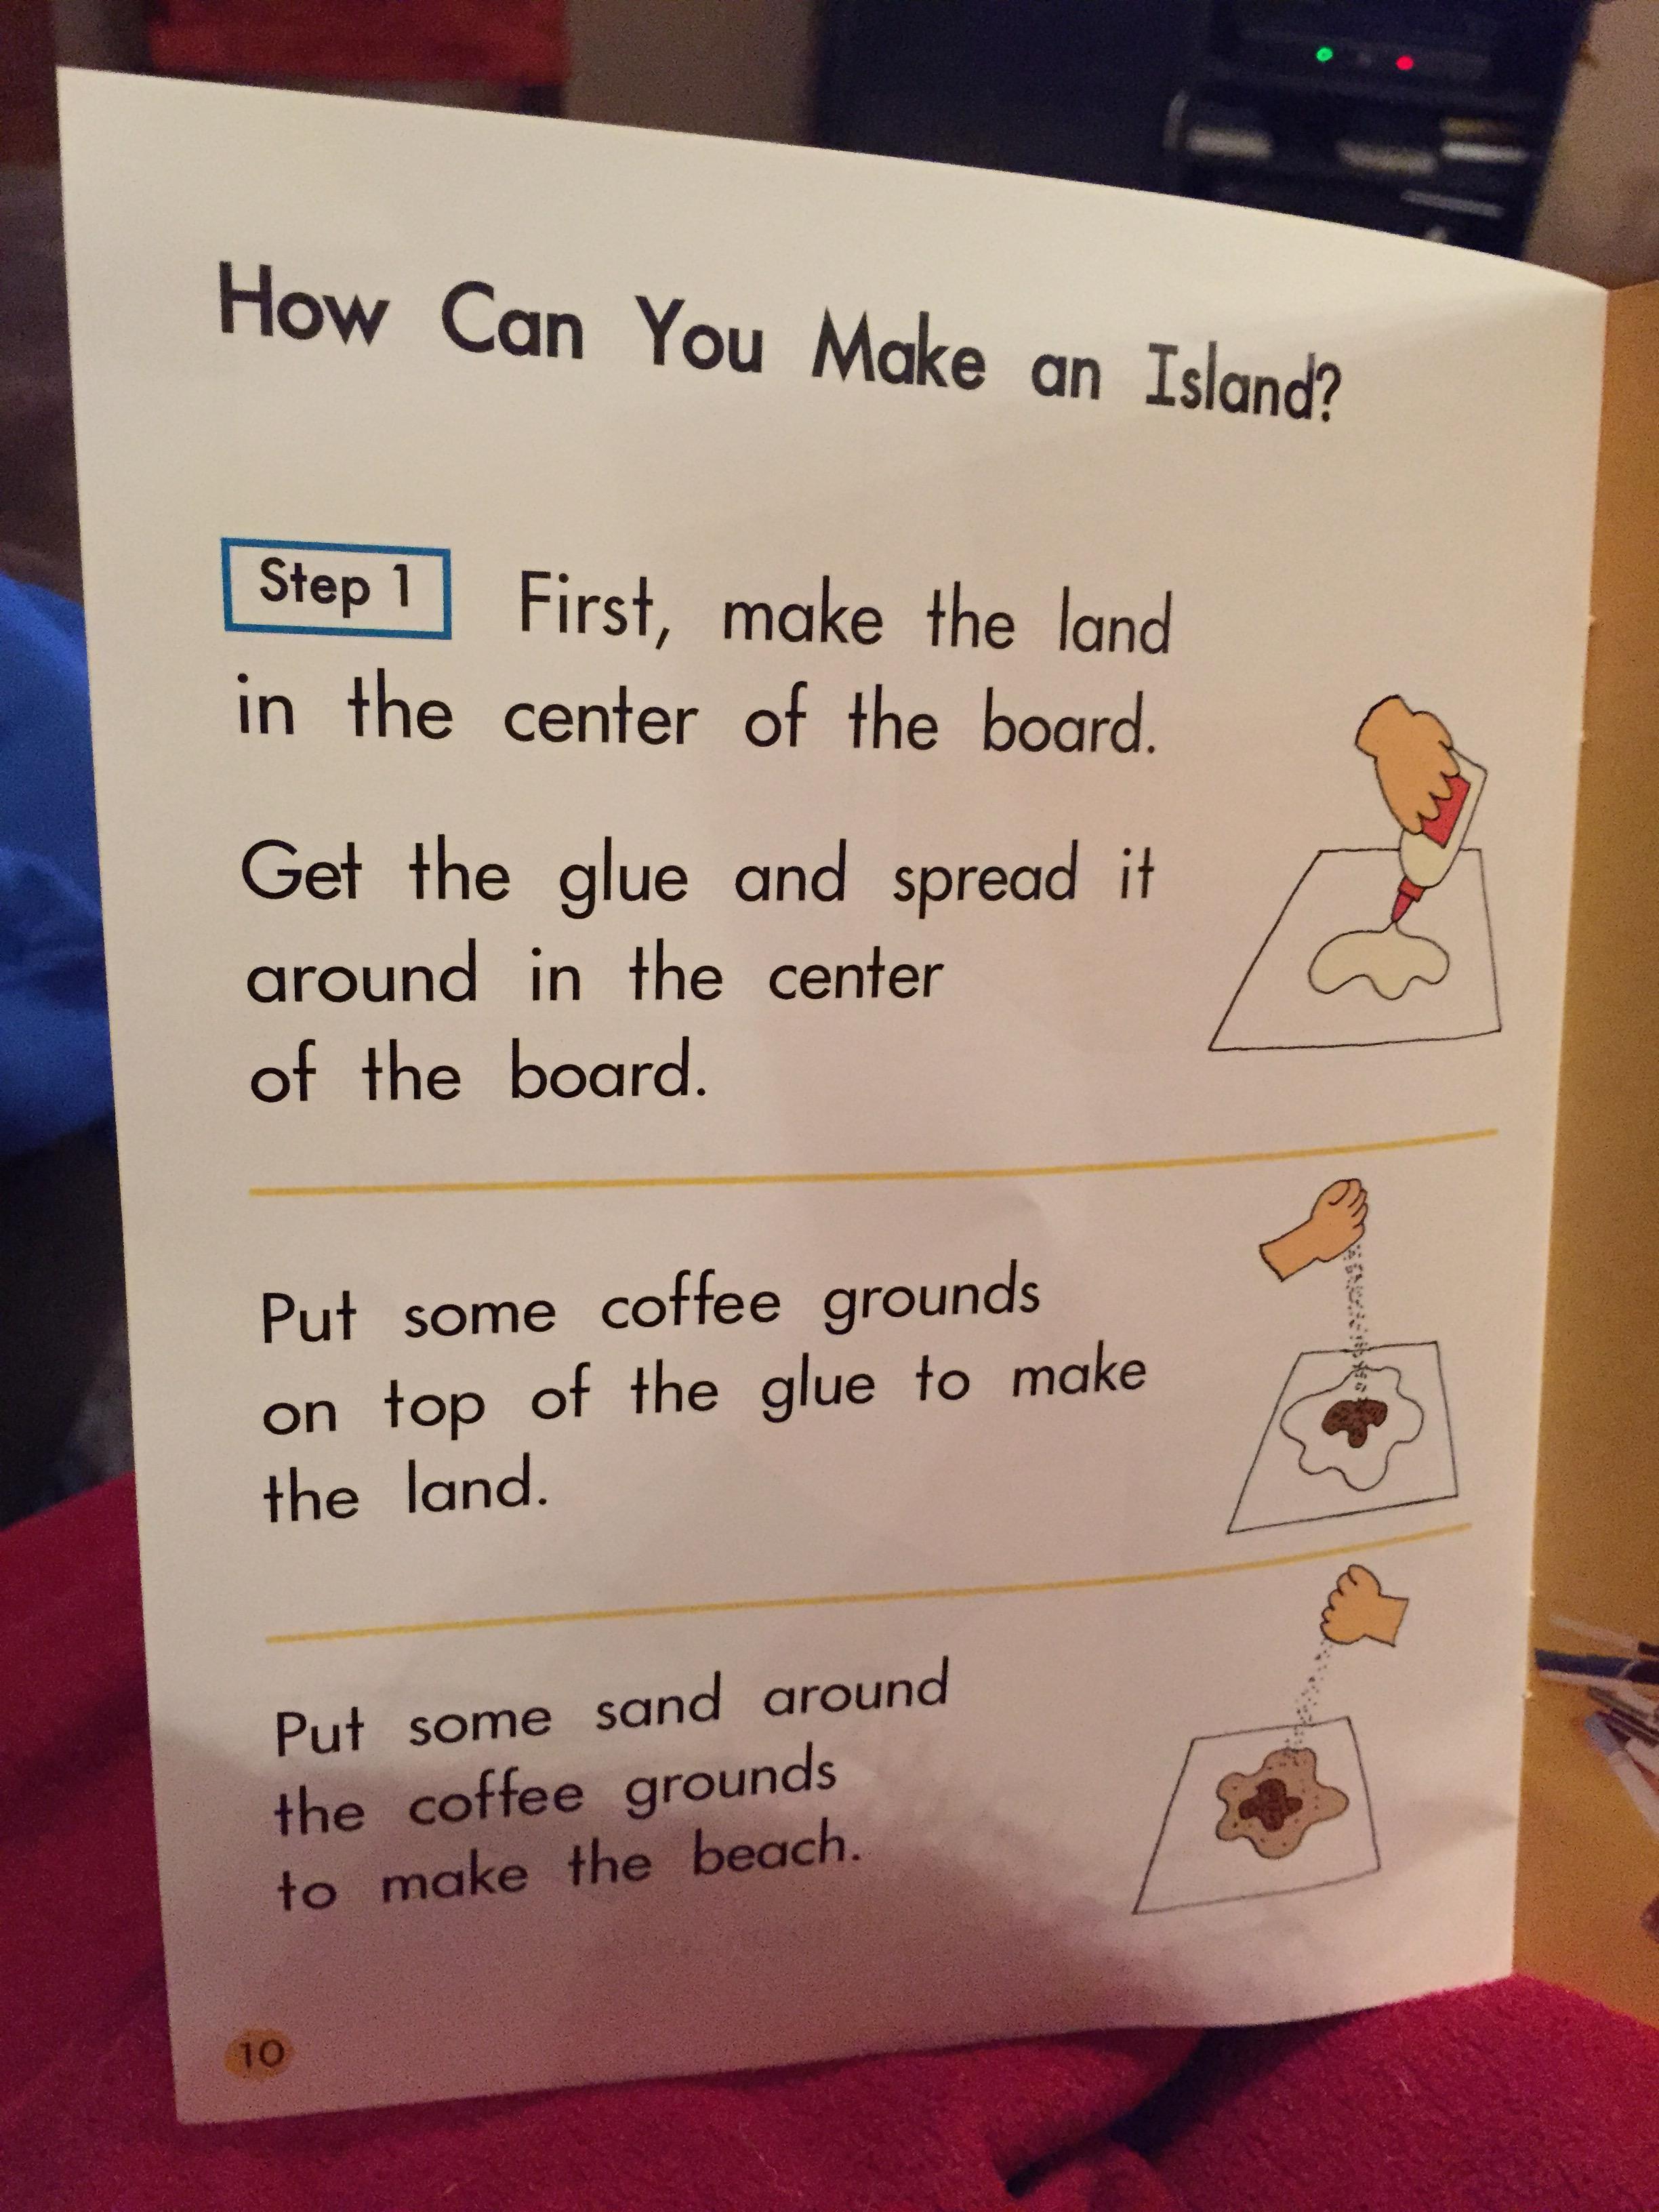 How Can You Make an Island?
Step 1 First, make the land
in the center of the board.
Get the glue and spread it
around in the center
of the board.
Put some coffee grounds
on top of the glue to make
the land.
Put some sand around
the coffee grounds
to make the beach.
10